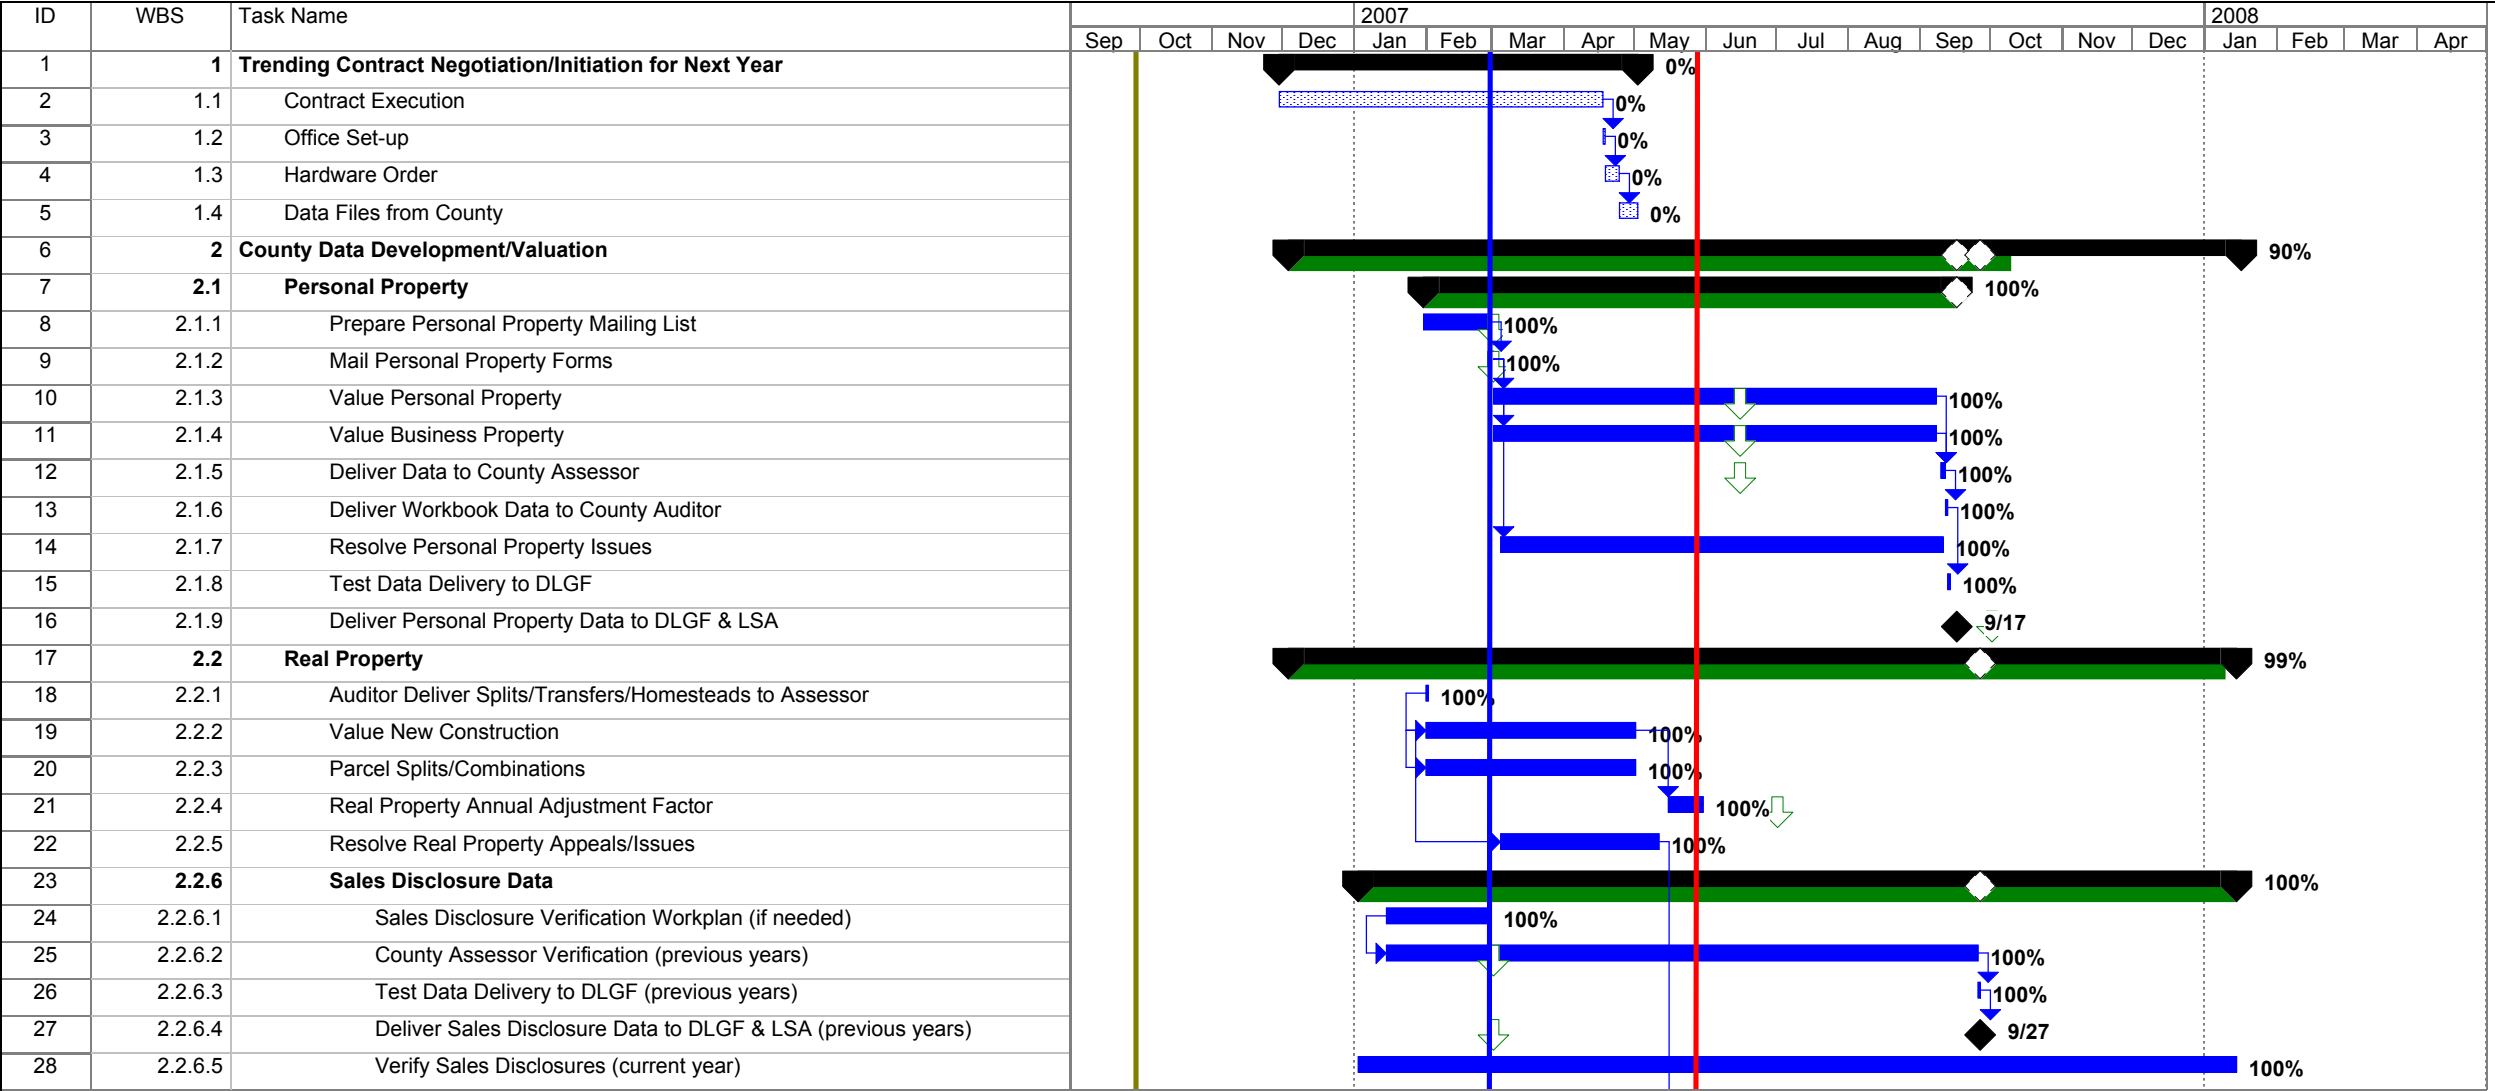 ID WBS Task Name 2007 2008
Sep Oct Nov Dec Jan Feb Mar Apr May Jun Jul Aug Sep Oct Nov Dec Jan Feb Mar Apr
1 1 Trending Contract Negotiation/Initiation for Next Year 0%
2 1.1 Contract Execution 0%
3 1.2 Office Set-up 0%
4 1.3 Hardware Order 0%
5 1.4 Data Files from County 0%
6 2 County Data Development/Valuation 90%
7 2.1 Personal Property 100%
8 2.1.1 Prepare Personal Property Mailing List 100%
9 2.1.2 Mail Personal Property Forms 100%
10 2.1.3 Value Personal Property 100%
11 2.1.4 Value Business Property 100%
12 2.1.5 Deliver Data to County Assessor 100%
13 2.1.6 Deliver Workbook Data to County Auditor 100%
14 2.1.7 Resolve Personal Property Issues 100%
15 2.1.8 Test Data Delivery to DLGF 100%
16 2.1.9 Deliver Personal Property Data to DLGF & LSA 9/17
17 2.2 Real Property 99%
18 2.2.1 Auditor Deliver Splits/Transfers/Homesteads to Assessor 100%
19 2.2.2 Value New Construction 100%
20 2.2.3 Parcel Splits/Combinations 100%
21 2.2.4 Real Property Annual Adjustment Factor 100%
22 2.2.5 Resolve Real Property Appeals/Issues 100%
23 2.2.6 Sales Disclosure Data 100%
24 2.2.6.1 Sales Disclosure Verification Workplan (if needed) 100%
25 2.2.6.2 County Assessor Verification (previous years) 100%
26 2.2.6.3 Test Data Delivery to DLGF (previous years) 100%
27 2.2.6.4 Deliver Sales Disclosure Data to DLGF & LSA (previous years) 9/27
28 2.2.6.5 Verify Sales Disclosures (current year) 100%